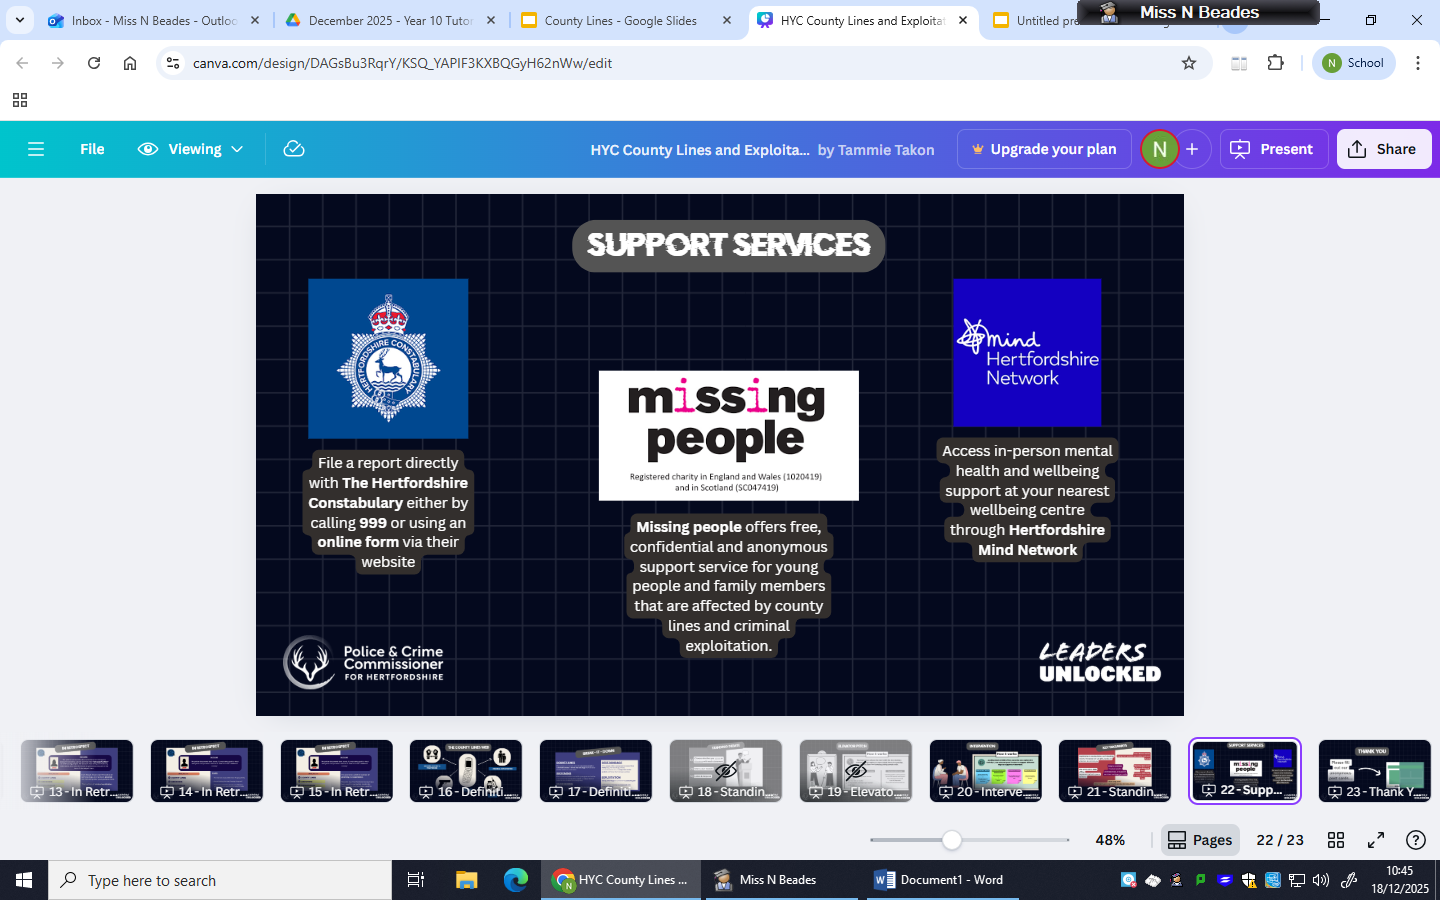 Inbox - Miss N Beades - Outlo
December 2025 - Year 10 Tutor
County Lines - Google Slides
HYC County Lines and Exploitat
Untitled pre
Miss N Beades
canva.com/design/DAGsBu3RqrY/KSQ_YAPIF3KXBQGyH62nWw/edit
N
School
File
Viewing
HYC County Lines and Exploita... by Tammie Takon
Upgrade your plan
N
Present
Share
SUPPORT SERVICES
HERTFORDSHIRE CONSTABULARY
File a report directly
with The Hertfordshire
Constabulary either by
calling 999 or using an
online form via their
website
missing
people
Registered charity in England and Wales (1020419)
and in Scotland (SC047419)
Missing people offers free,
confidential and anonymous
support service for young
people and family members
that are affected by county
lines and criminal
exploitation.
mind
Hertfordshire
Network
Access in-person mental
health and wellbeing
support at your nearest
wellbeing centre
through Hertfordshire
Mind Network
Police & Crime
Commissioner
FOR HERTFORDSHIRE
LEADERS
UNLOCKED
13 - In Retr...
14 - In Retr...
15 - In Retr...
16 - Definiti...
17 - Definiti...
18 - Standin...
19 - Elevato...
20 - Interve...
21 - Standin...
22 - Supp...
23 - Thank Y...
48%
Pages
22 / 23
Type here to search
HYC County Lines ...
Miss N Beades
Document1 - Word
10:45
18/12/2025